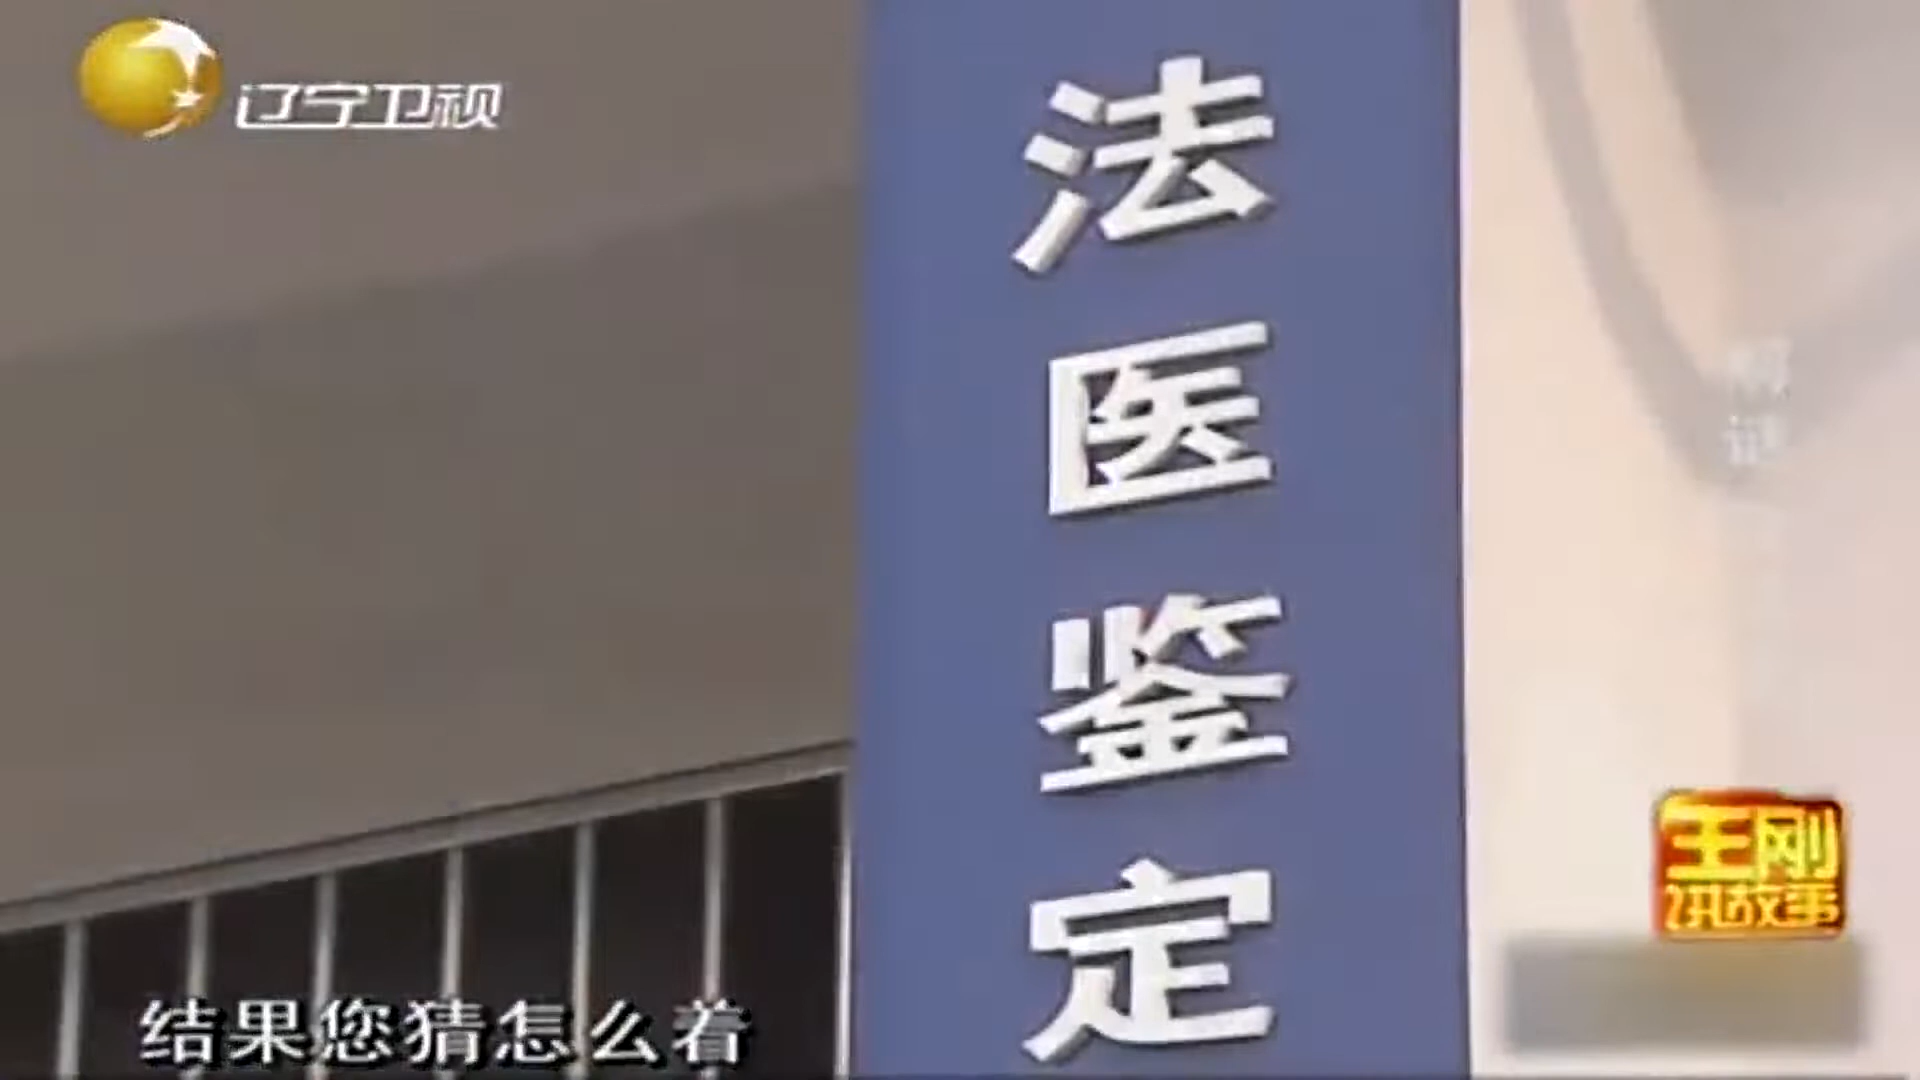 辽宁卫视
法医鉴定
王刚
讲故事
结果您猜怎么着